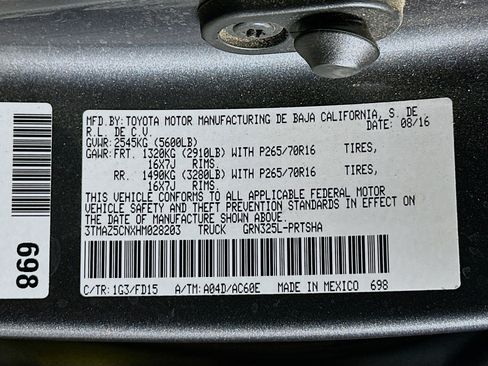 MFD.BY: TOYOTA MOTOR MANUFACTURING DE BAJA CALIFORNIA, S. DE
R.L. DE C.V. DATE: 08/16
GVWR: 2545KG (5600LB)
GAWR: FRT. 1320KG (2910LB) WITH P265/70R16 TIRES,
16X7J RIMS.
RR. 1490KG (3280LB) WITH P265/70R16 TIRES,
16X7J RIMS.
THIS VEHICLE CONFORMS TO ALL APPLICABLE FEDERAL MOTOR
VEHICLE SAFETY AND THEFT PREVENTION STANDARDS IN EFFECT ON
THE DATE OF MANUFACTURE SHOWN ABOVE.
3TMAZ5CNXHM028203 TRUCK GRN325L-PRTSHA
C/TR: 1G3/FD15 A/TM: A04D/AC60E MADE IN MEXICO 698
869